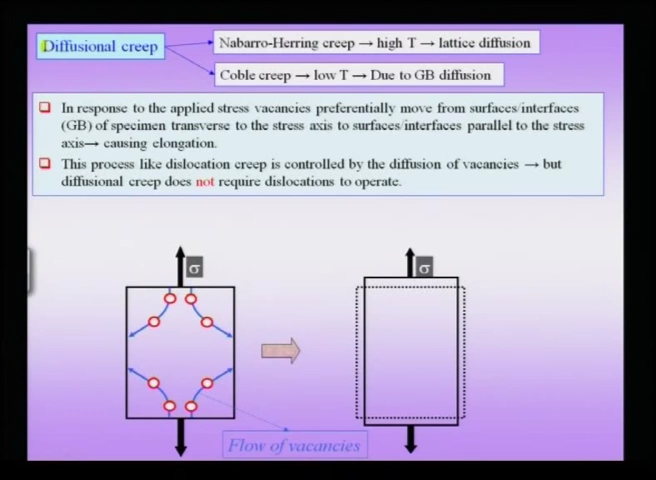 Diffusional creep
Nabarro-Herring creep → high T → lattice diffusion
Coble creep → low T → Due to GB diffusion
In response to the applied stress vacancies preferentially move from surfaces/interfaces
(GB) of specimen transverse to the stress axis to surfaces/interfaces parallel to the stress
axis→ causing elongation.
This process like dislocation creep is controlled by the diffusion of vacancies → but
diffusional creep does not require dislocations to operate.
σ
σ
Flow of vacancies